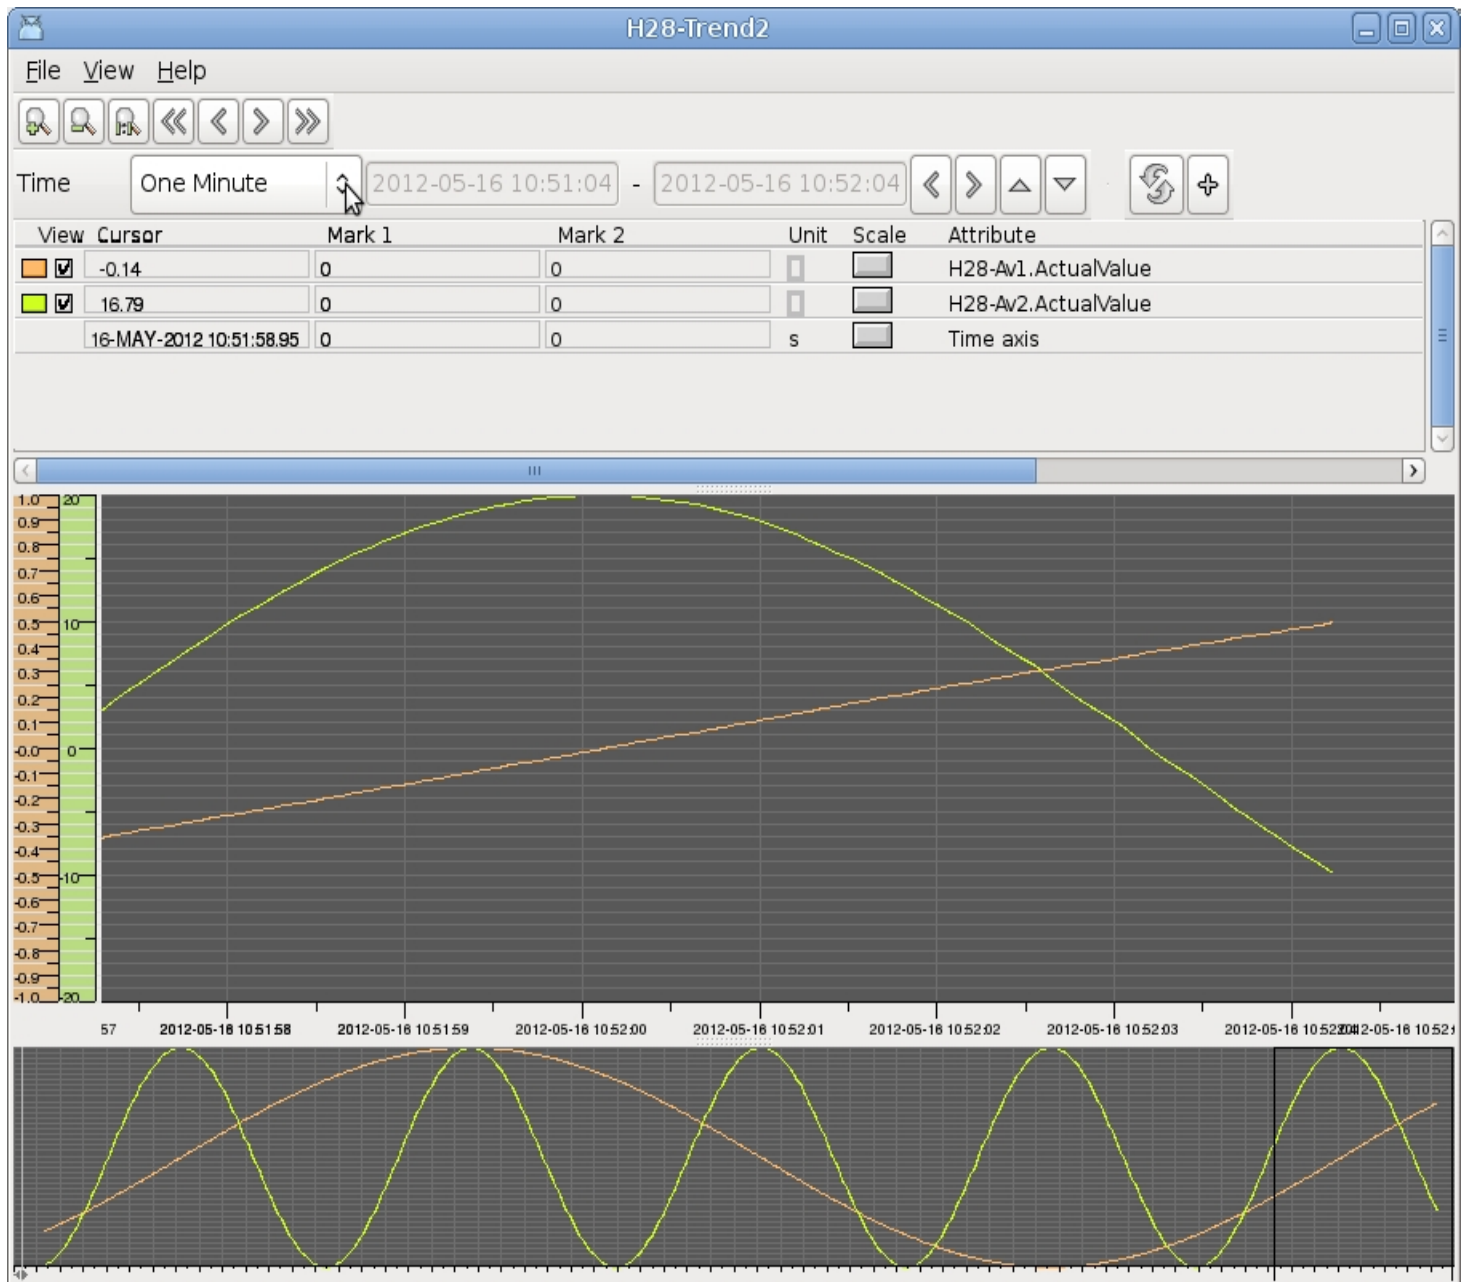 H28-Trend2
File View Help
Time One Minute 2012-05-16 10:51:04 - 2012-05-16 10:52:04
View Cursor Mark 1 Mark 2 Unit Scale Attribute
-0.14 0 0 H28-Av1.ActualValue
16.79 0 0 H28-Av2.ActualValue
16-MAY-2012 10:51:58.95 0 0 s Time axis
1.0 20
0.9
0.8
0.7
0.6
0.5 10
0.4
0.3
0.2
0.1
-0.0 0
-0.1
-0.2
-0.3
-0.4
-0.5 -10
-0.6
-0.7
-0.8
-0.9
-1.0 -20
57 2012-05-16 10:51:58 2012-05-16 10:51:59 2012-05-16 10:52:00 2012-05-16 10:52:01 2012-05-16 10:52:02 2012-05-16 10:52:03 2012-05-16